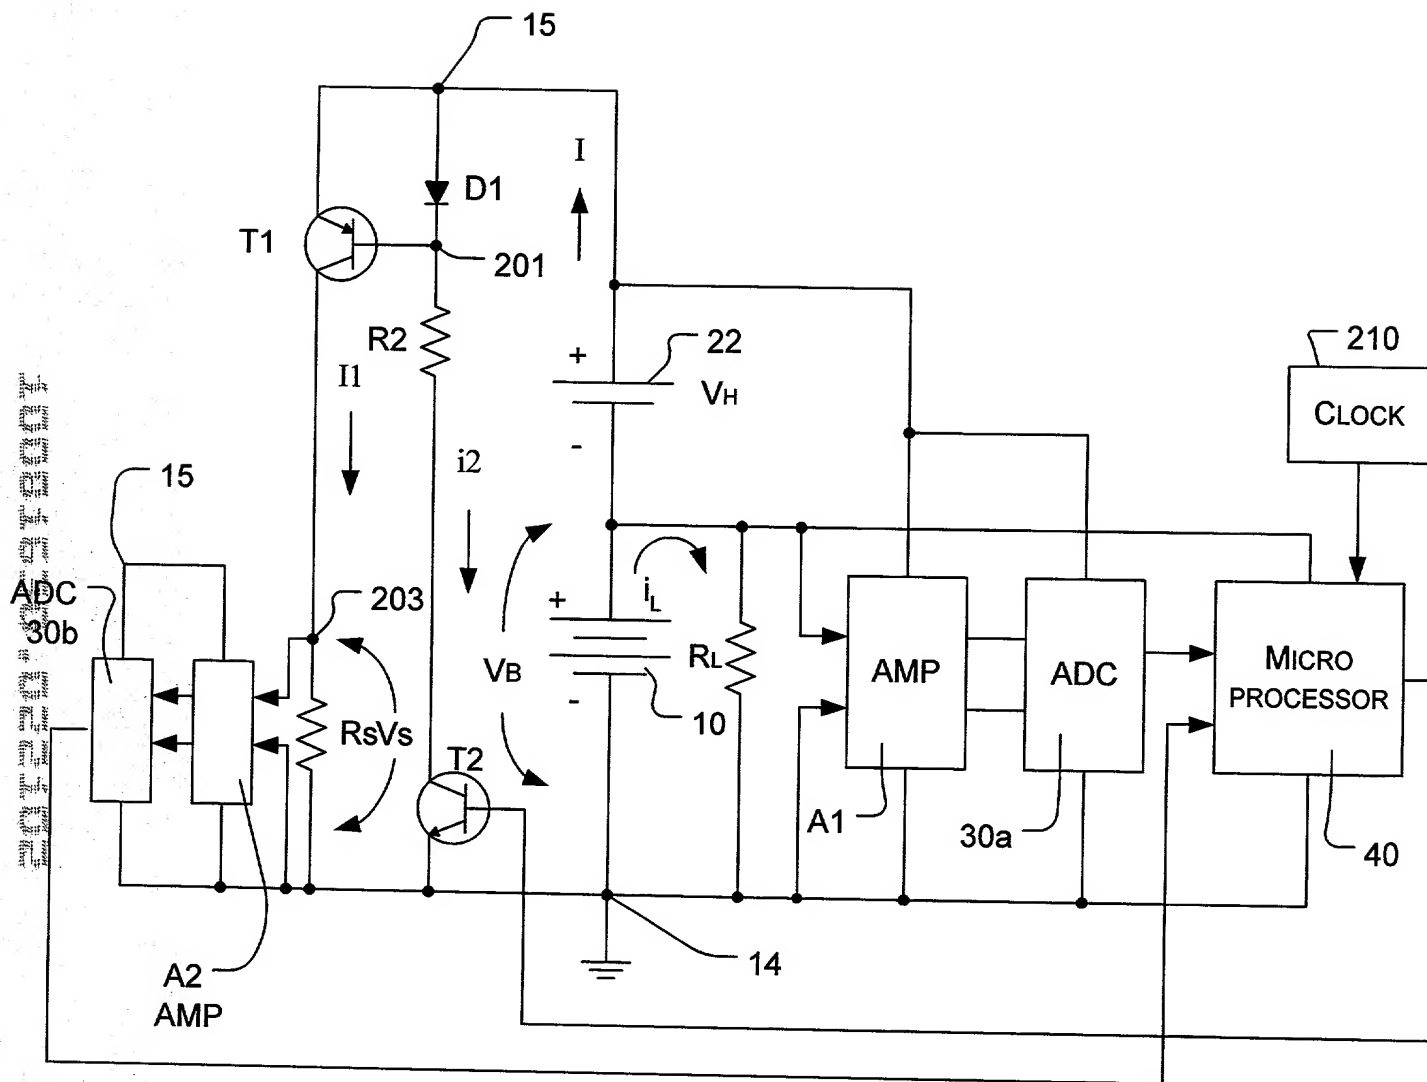 15
I
D1
T1
201
R2
22
+
VH
210
CLOCK
I1
-
i2
15
ADC
30b
203
iL
+
VB
RL
AMP
ADC
MICRO
PROCESSOR
RsVs
-
10
T2
A1
30a
40
14
A2
AMP